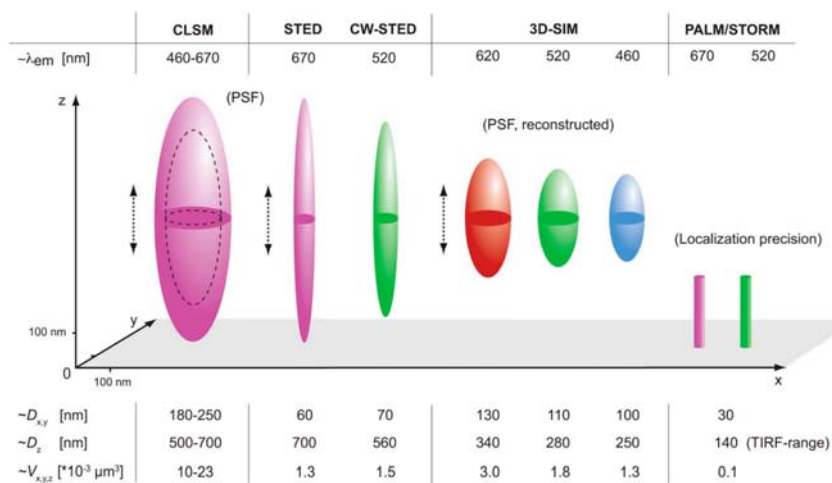 CLSM STED CW-STED 3D-SIM PALM/STORM
~λem [nm] 460-670 670 520 620 520 460 670 520
z
(PSF)
(PSF, reconstructed)
(Localization precision)
y
100 nm
0
100 nm
x
~Dx,y [nm] 180-250 60 70 130 110 100 30
~Dz [nm] 500-700 700 560 340 280 250 140 (TIRF-range)
~Vx,y,z [*10-3 µm3] 10-23 1.3 1.5 3.0 1.8 1.3 0.1